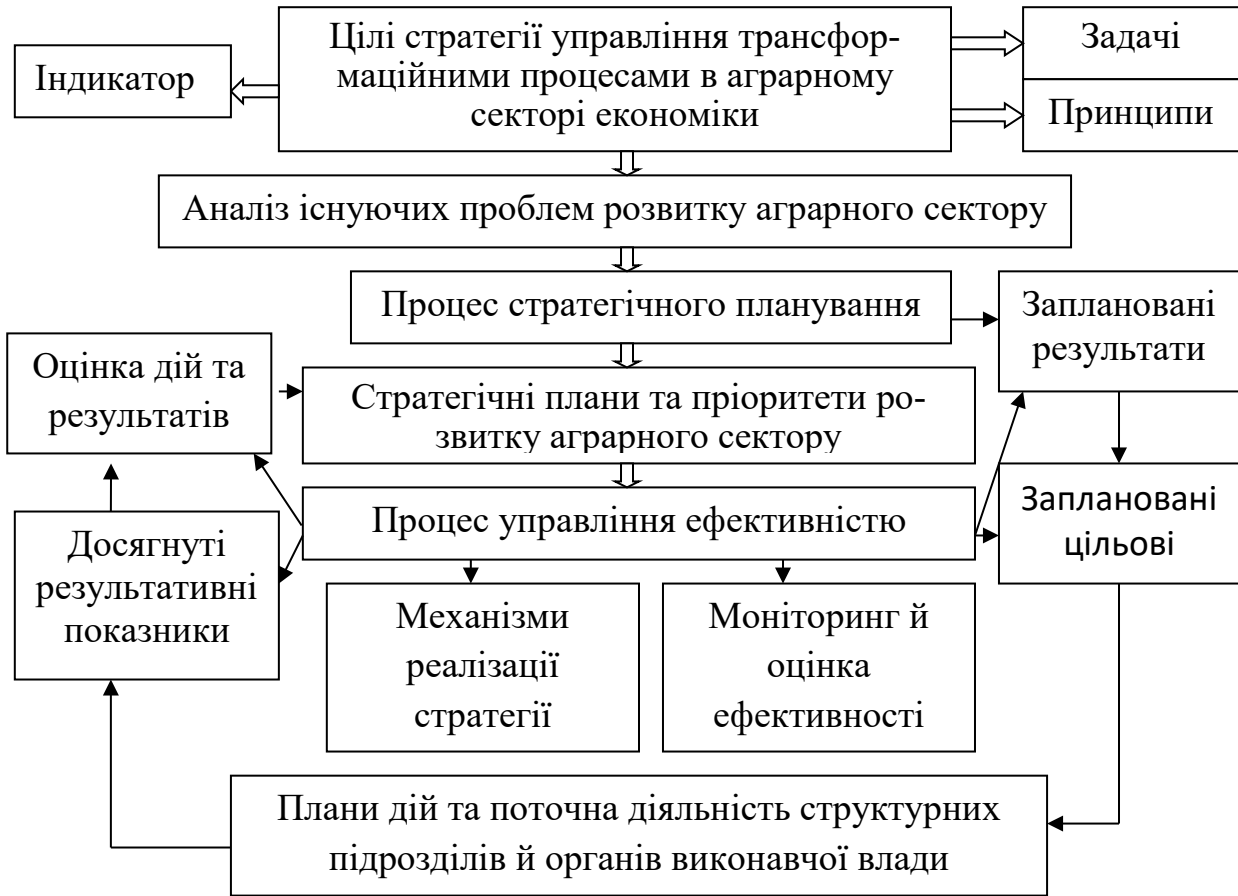 Цілі стратегії управління трансфор-
маційними процесами в аграрному
секторі економіки
Індикатор
Задачі
Принципи
Аналіз існуючих проблем розвитку аграрного сектору
Процес стратегічного планування
Заплановані
результати
Оцінка дій та
результатів
Стратегічні плани та пріоритети ро-
звитку аграрного сектору
Процес управління ефективністю
Заплановані
цільові
Досягнуті
результативні
показники
Механізми
реалізації
стратегії
Моніторинг й
оцінка
ефективності
Плани дій та поточна діяльність структурних
підрозділів й органів виконавчої влади